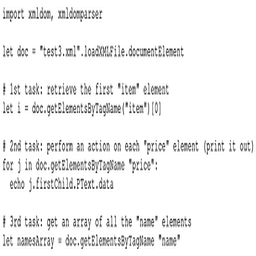 import xmldom, xmldomparser
let doc = "test3.xml".loadXMLFile.documentElement
# 1st task: retrieve the first "item" element
let i = doc.getElementsByTagName("item")[0]
# 2nd task: perform an action on each "price" element (print it out)
for j in doc.getElementsByTagName "price":
  echo j.firstChild.PText.data
# 3rd task: get an array of all the "name" elements
let namesArray = doc.getElementsByTagName "name"